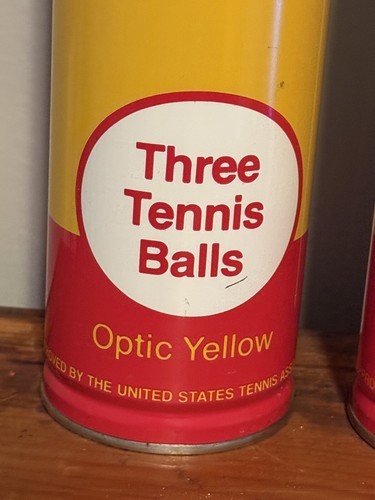 Three
Tennis
Balls
Optic Yellow
BY THE UNITED STATES TENNIS